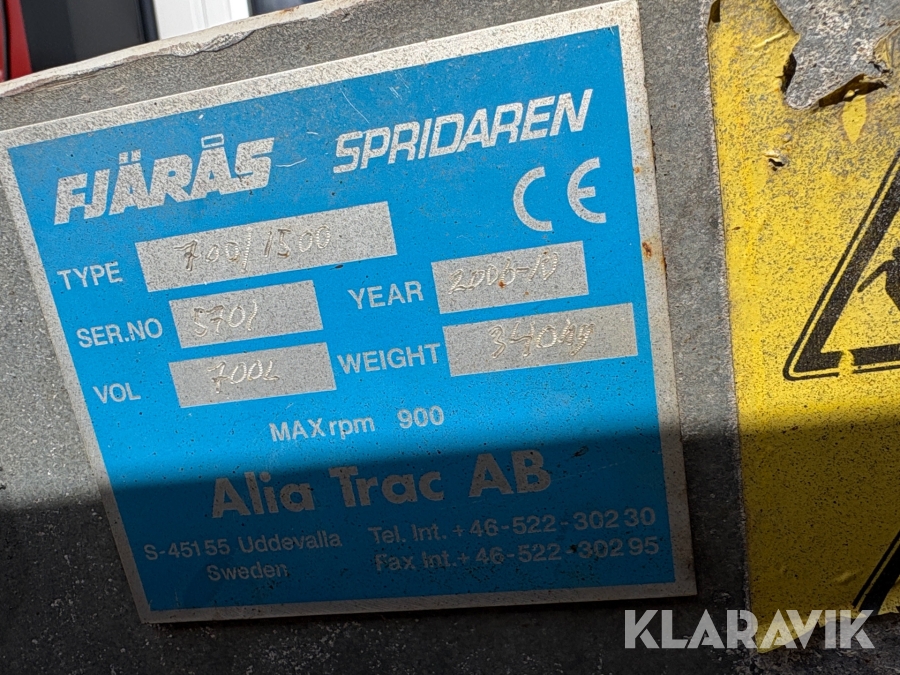 FJÄRÅS SPRIDAREN
CE
TYPE 700/1500
SER.NO 5701 YEAR 2000-10
VOL 700L WEIGHT 340kg
MAX rpm 900
Alia Trac AB
S-451 55 Uddevalla Tel. Int. +46-522-302 30
Sweden Fax Int. +46-522-302 95
KLARAVIK